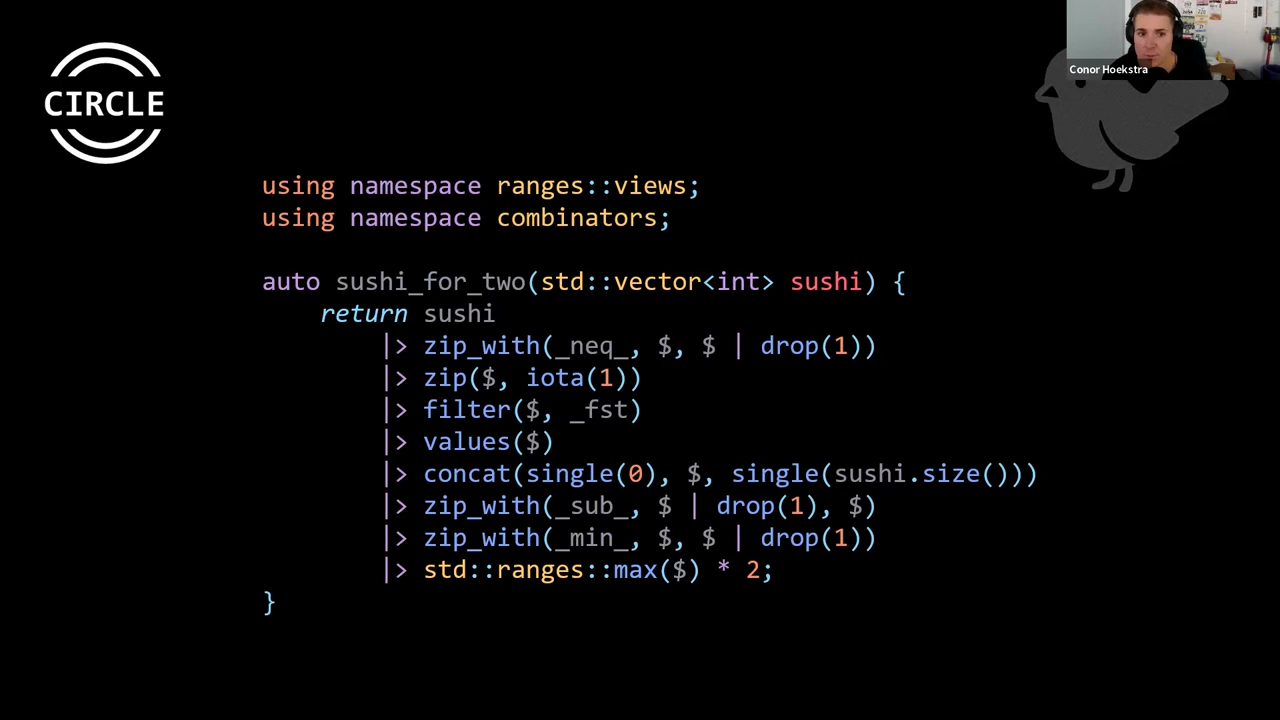 CIRCLE
Conor Hoekstra
using namespace ranges::views;
using namespace combinators;
auto sushi_for_two(std::vector<int> sushi) {
    return sushi
        |> zip_with(_neq_, $, $ | drop(1))
        |> zip($, iota(1))
        |> filter($, _fst)
        |> values($)
        |> concat(single(0), $, single(sushi.size()))
        |> zip_with(_sub_, $ | drop(1), $)
        |> zip_with(_min_, $, $ | drop(1))
        |> std::ranges::max($) * 2;
}